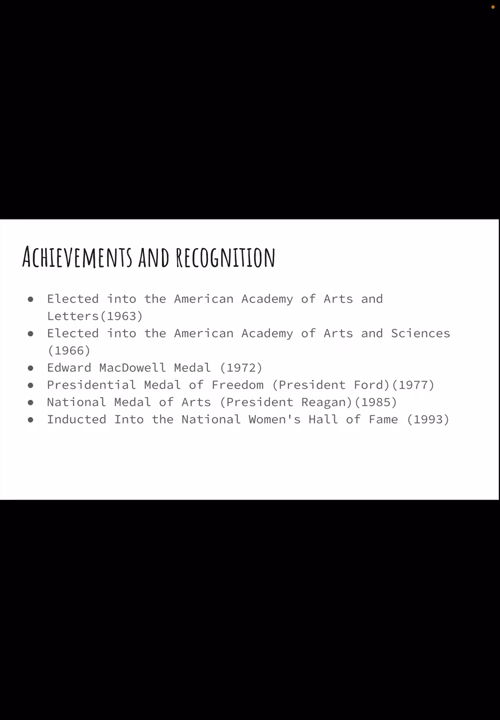 Achievements and recognition
● Elected into the American Academy of Arts and
Letters(1963)
● Elected into the American Academy of Arts and Sciences
(1966)
● Edward MacDowell Medal (1972)
● Presidential Medal of Freedom (President Ford)(1977)
● National Medal of Arts (President Reagan)(1985)
● Inducted Into the National Women's Hall of Fame (1993)